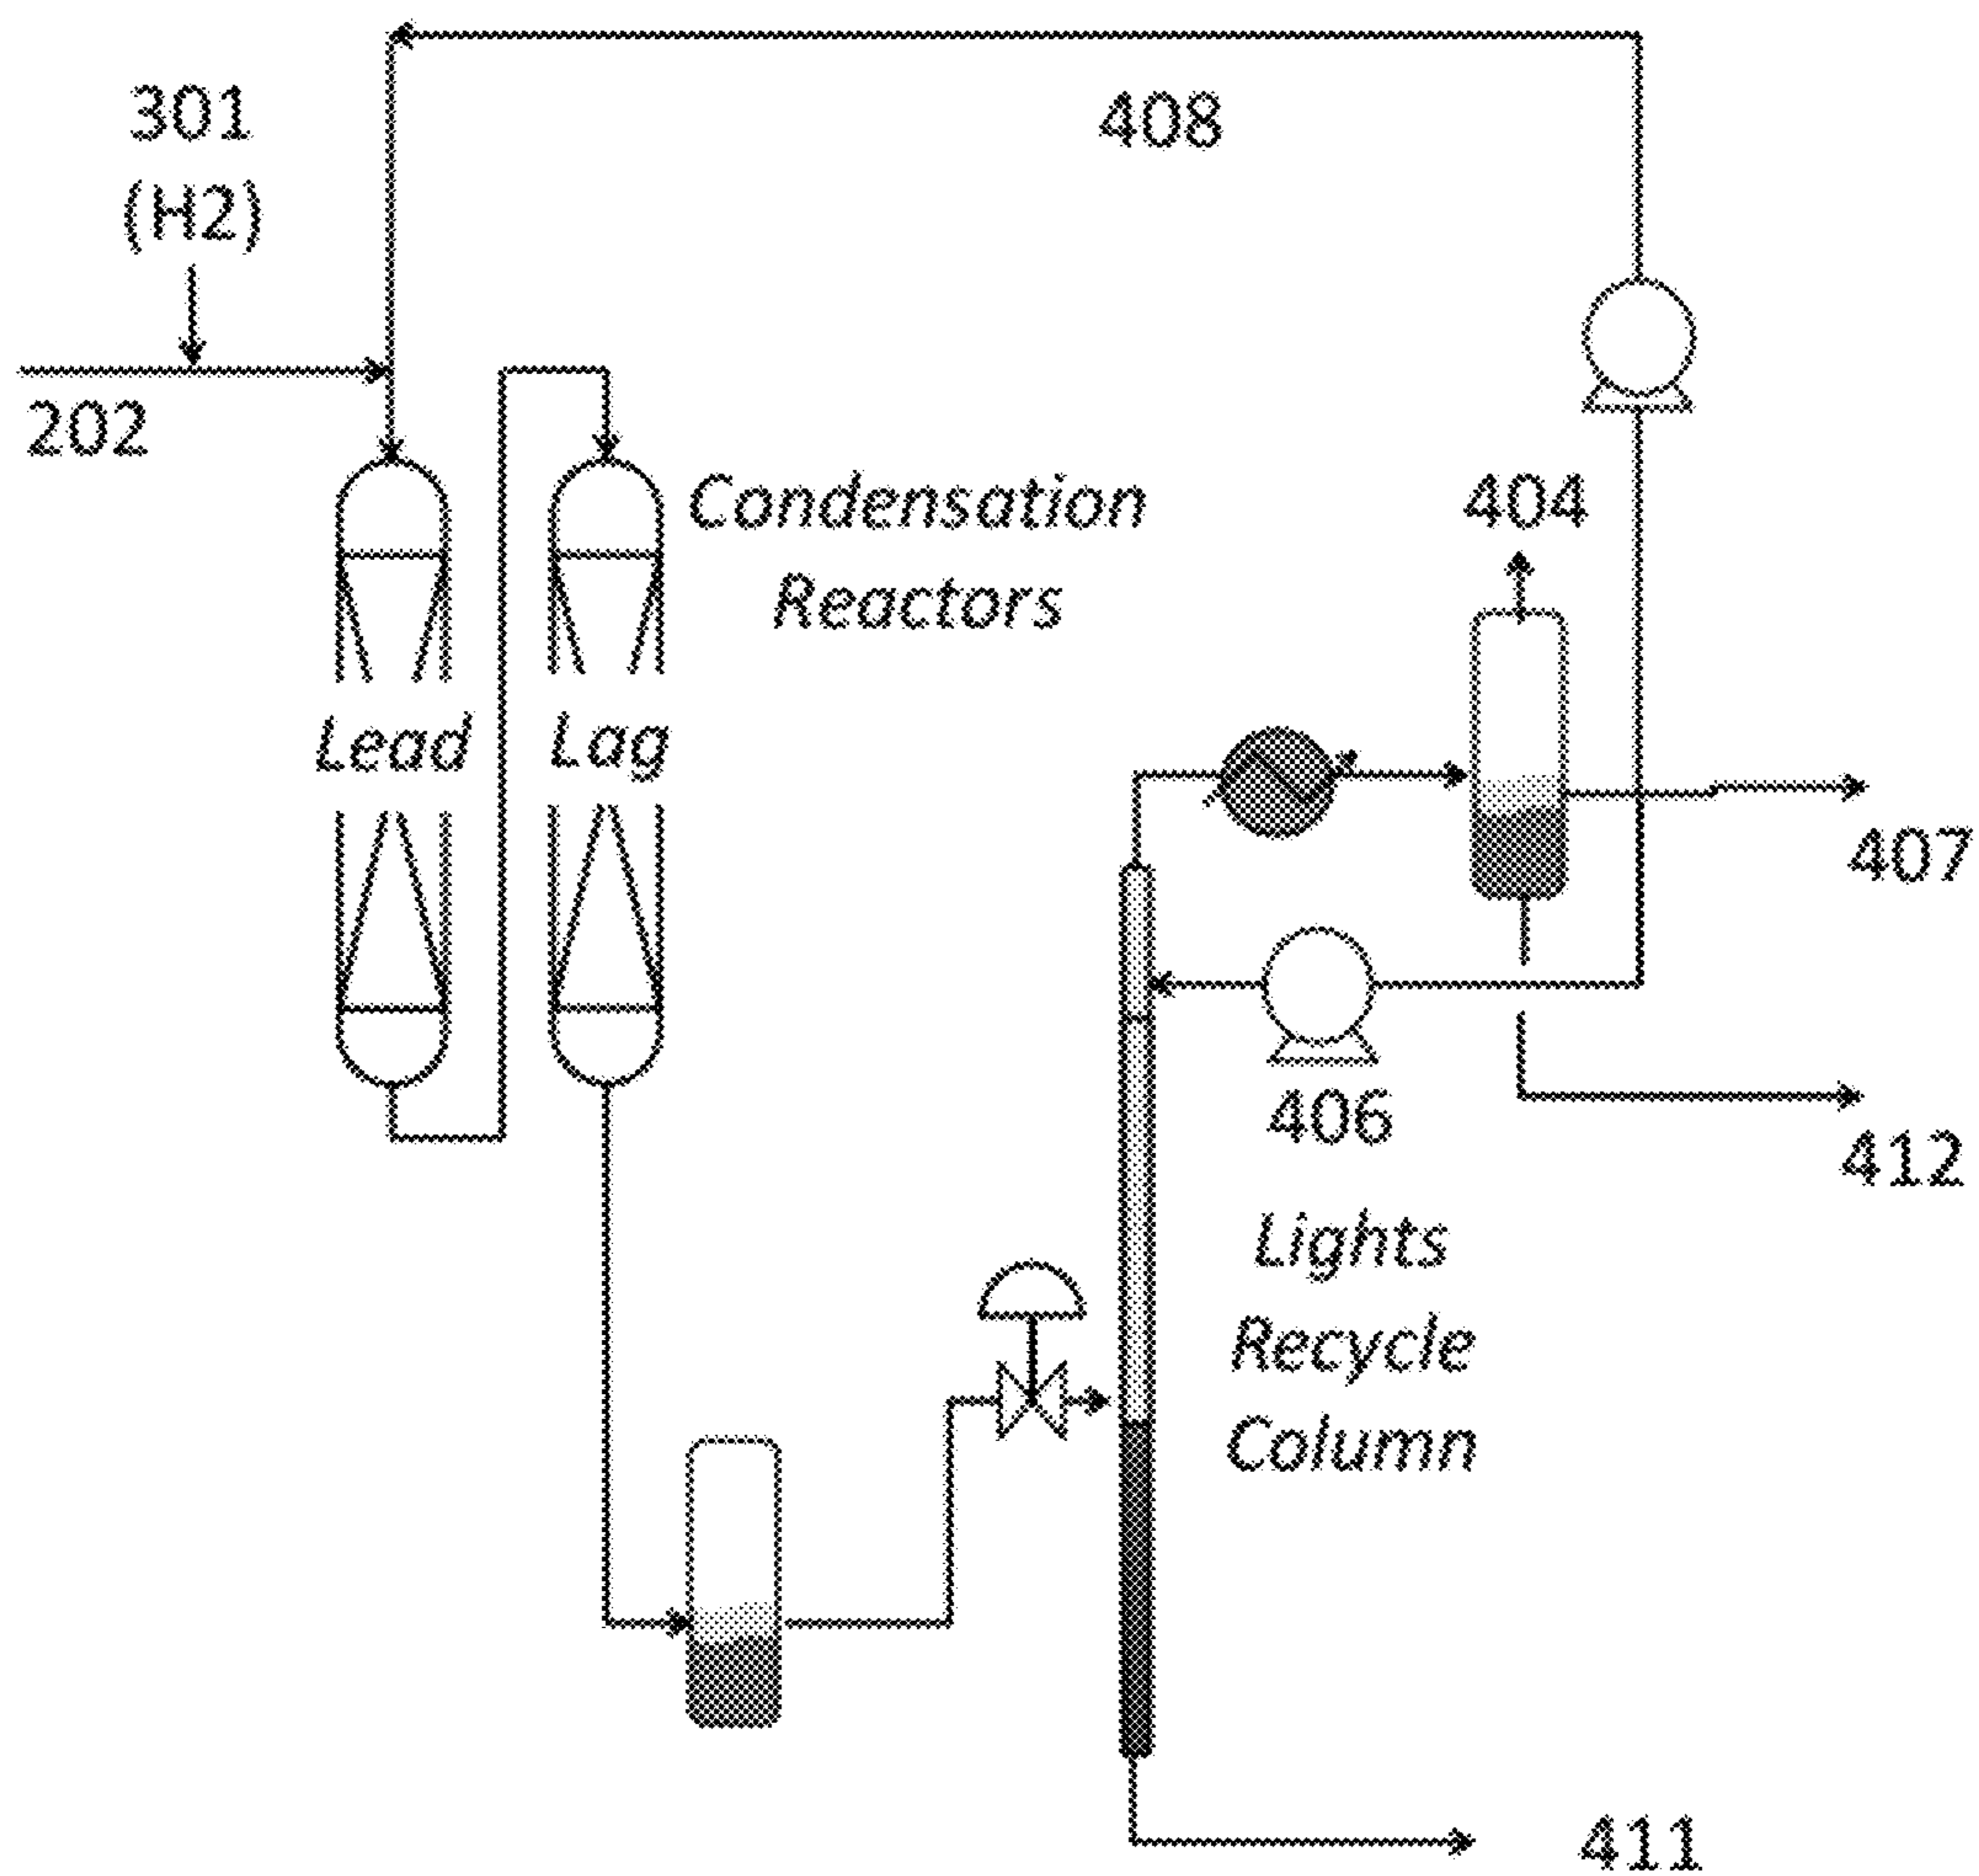 301
(H2)
408
202
Condensation
Reactors
404
Lead
Lag
407
406
412
Lights
Recycle
Column
411